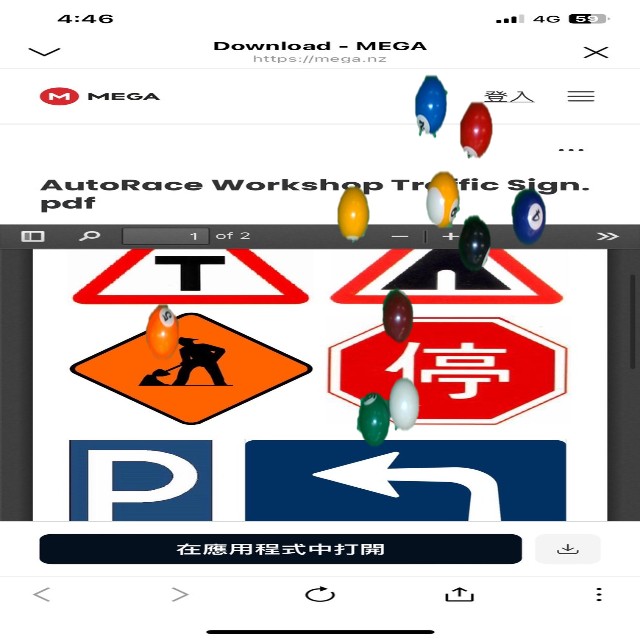 4:46
4G 59
Download - MEGA
https://mega.nz
M MEGA
登入
AutoRace Workshop Traffic Sign.
pdf
1 of 2
停
P
在應用程式中打開